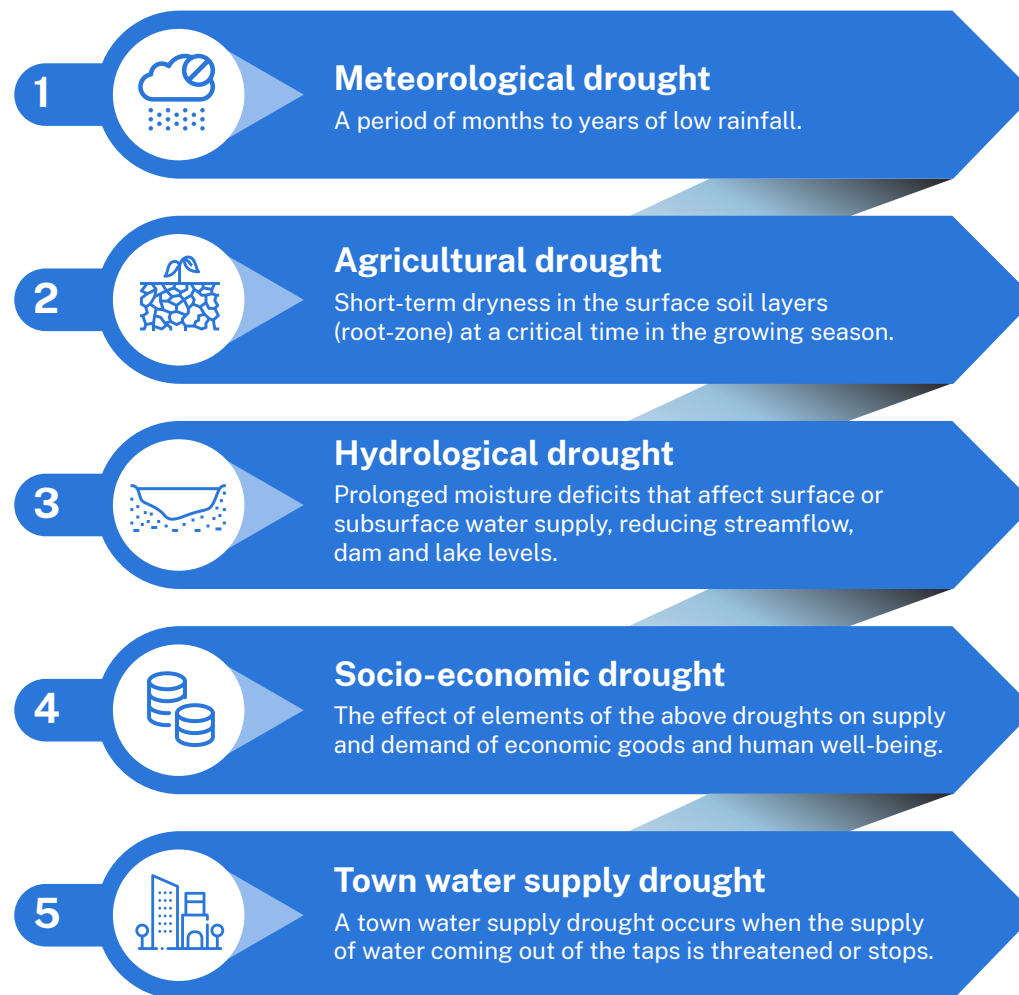 1
Meteorological drought
A period of months to years of low rainfall.
2
Agricultural drought
Short-term dryness in the surface soil layers
(root-zone) at a critical time in the growing season.
3
Hydrological drought
Prolonged moisture deficits that affect surface or
subsurface water supply, reducing streamflow,
dam and lake levels.
4
Socio-economic drought
The effect of elements of the above droughts on supply
and demand of economic goods and human well-being.
5
Town water supply drought
A town water supply drought occurs when the supply
of water coming out of the taps is threatened or stops.